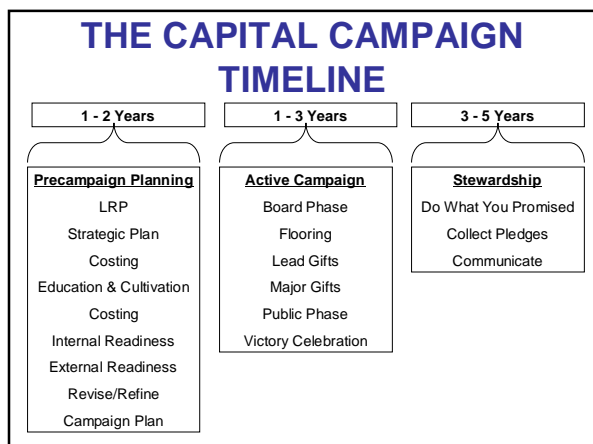 THE CAPITAL CAMPAIGN
TIMELINE
1 - 2 Years
1 - 3 Years
3 - 5 Years
Precampaign Planning
LRP
Strategic Plan
Costing
Education & Cultivation
Costing
Internal Readiness
External Readiness
Revise/Refine
Campaign Plan
Active Campaign
Board Phase
Flooring
Lead Gifts
Major Gifts
Public Phase
Victory Celebration
Stewardship
Do What You Promised
Collect Pledges
Communicate